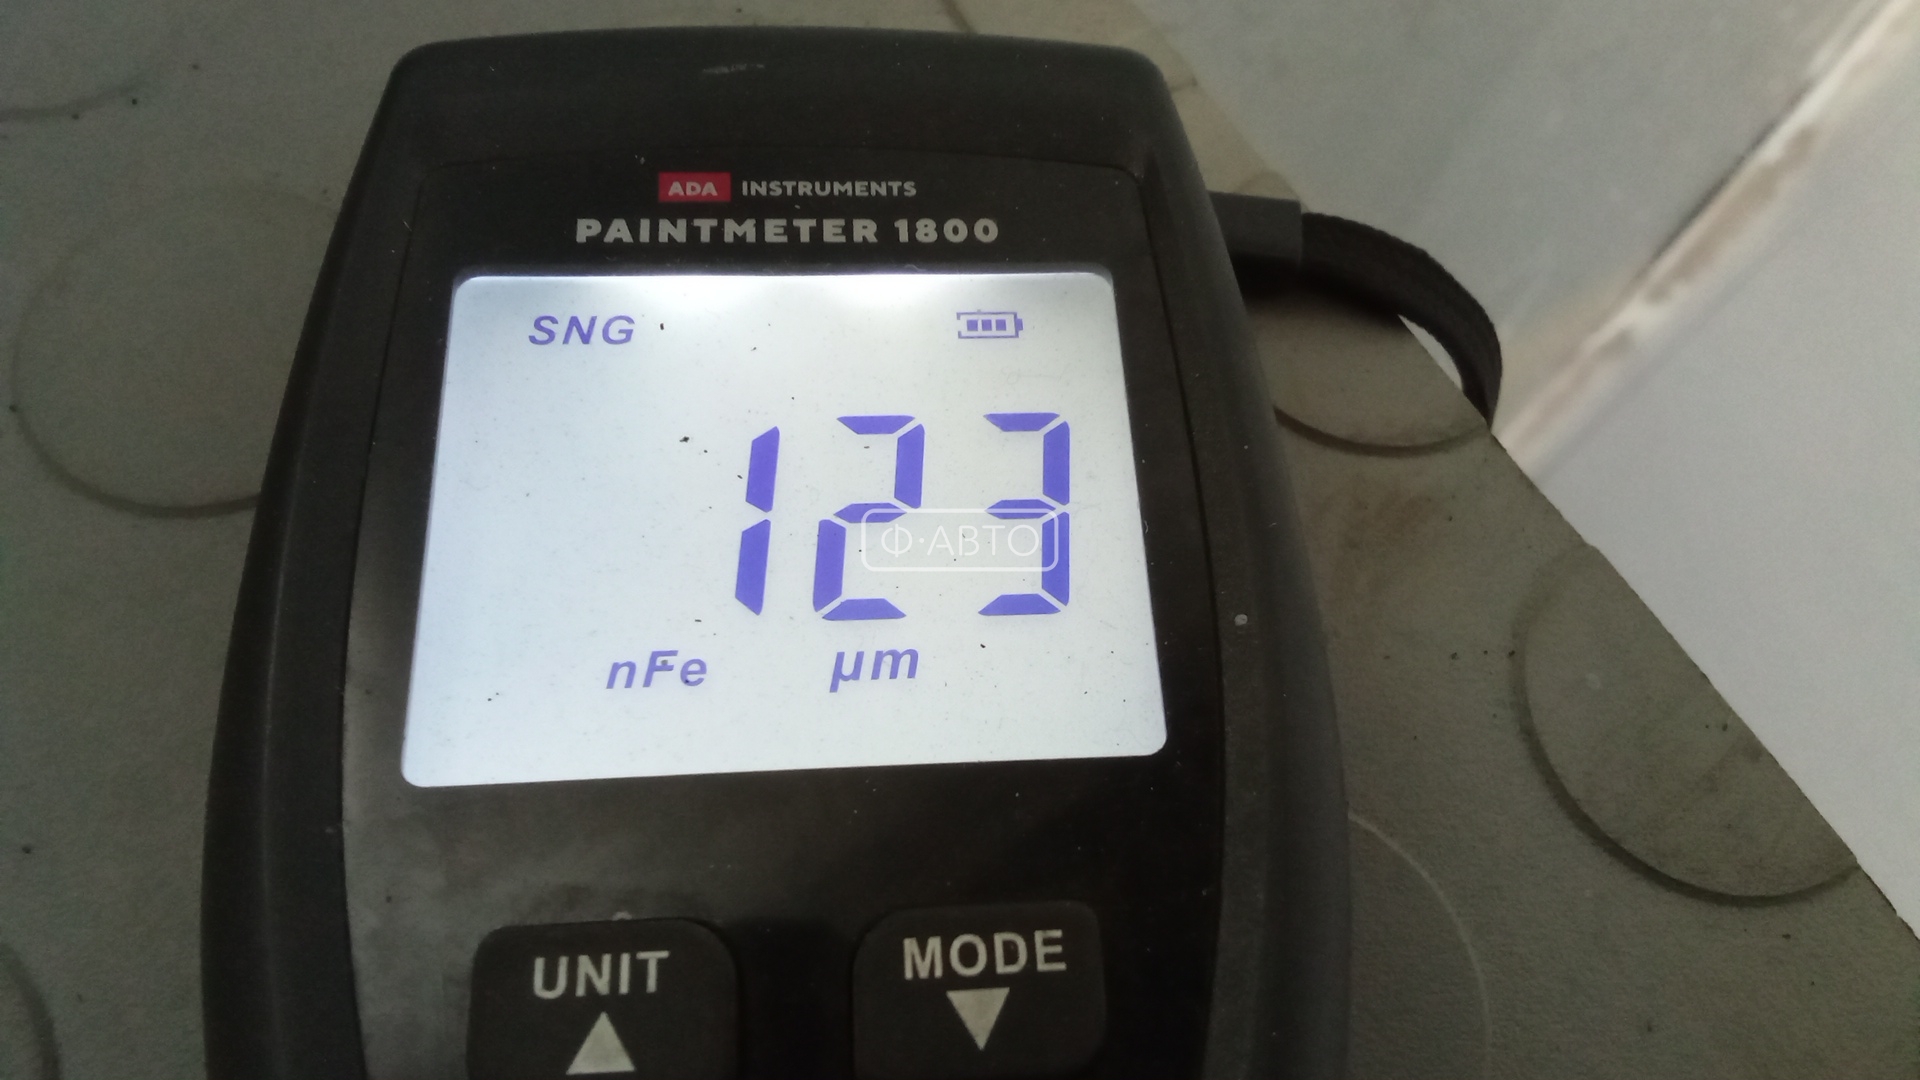 ADA INSTRUMENTS
PAINTMETER 1800
SNG
123
Ф·АВТО
nFe µm
UNIT MODE